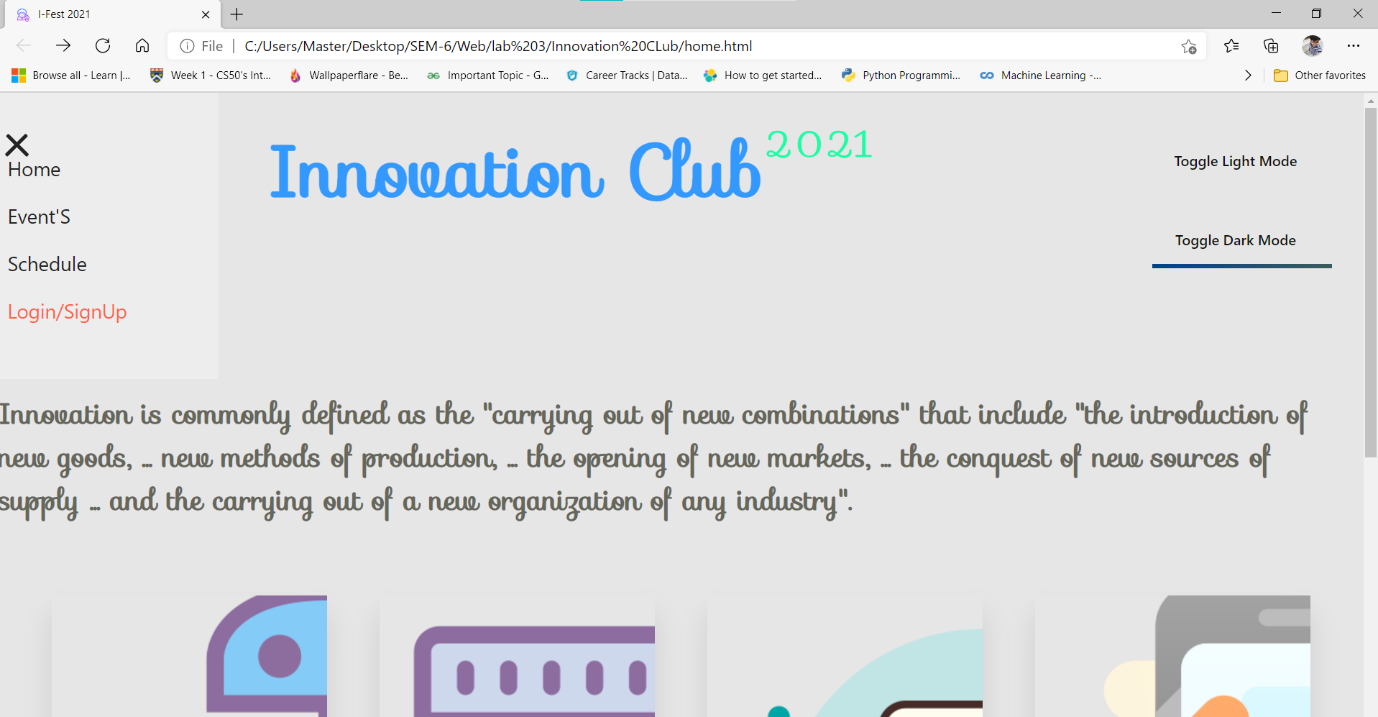 I-Fest 2021
File | C:/Users/Master/Desktop/SEM-6/Web/lab%203/Innovation%20CLub/home.html
Browse all - Learn |... Week 1 - CS50's Int... Wallpaperflare - Be... Important Topic - G... Career Tracks | Data... How to get started... Python Programmi... Machine Learning -... Other favorites
Innovation Club 2021
Toggle Light Mode
Toggle Dark Mode
Home
Event'S
Schedule
Login/SignUp
Innovation is commonly defined as the "carrying out of new combinations" that include "the introduction of
new goods, ... new methods of production, ... the opening of new markets, ... the conquest of new sources of
supply ... and the carrying out of a new organization of any industry".